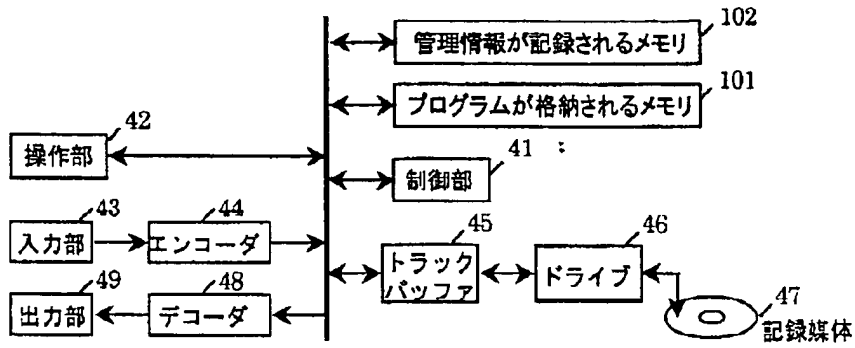 102
管理情報が記録されるメモリ
101
プログラムが格納されるメモリ
42
操作部
41
制御部
43
入力部
44
エンコーダ
45
トラック
バッファ
46
ドライブ
49
出力部
48
デコーダ
47
記録媒体